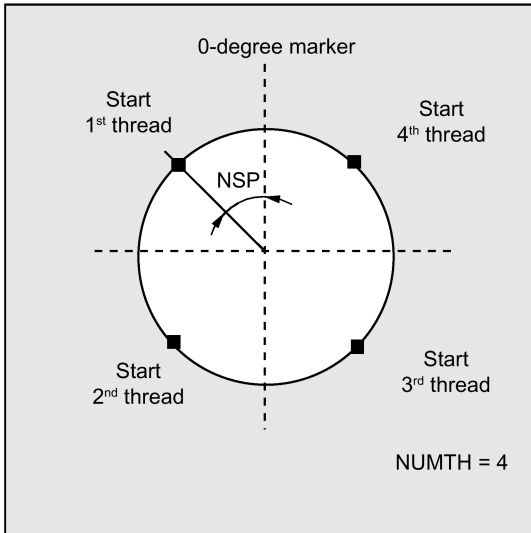 0-degree marker
Start
1st thread
Start
4th thread
NSP
Start
2nd thread
Start
3rd thread
NUMTH = 4